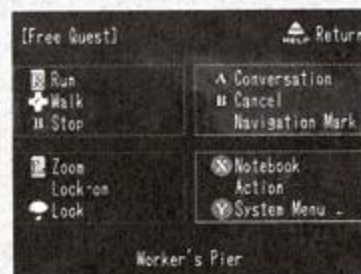 [Free Quest]
HELP Return
R Run
Walk
B Stop
A Conversation
B Cancel
Navigation Mark
Zoom
Lock-on
Look
X Notebook
Action
Y System Menu
Worker's Pier